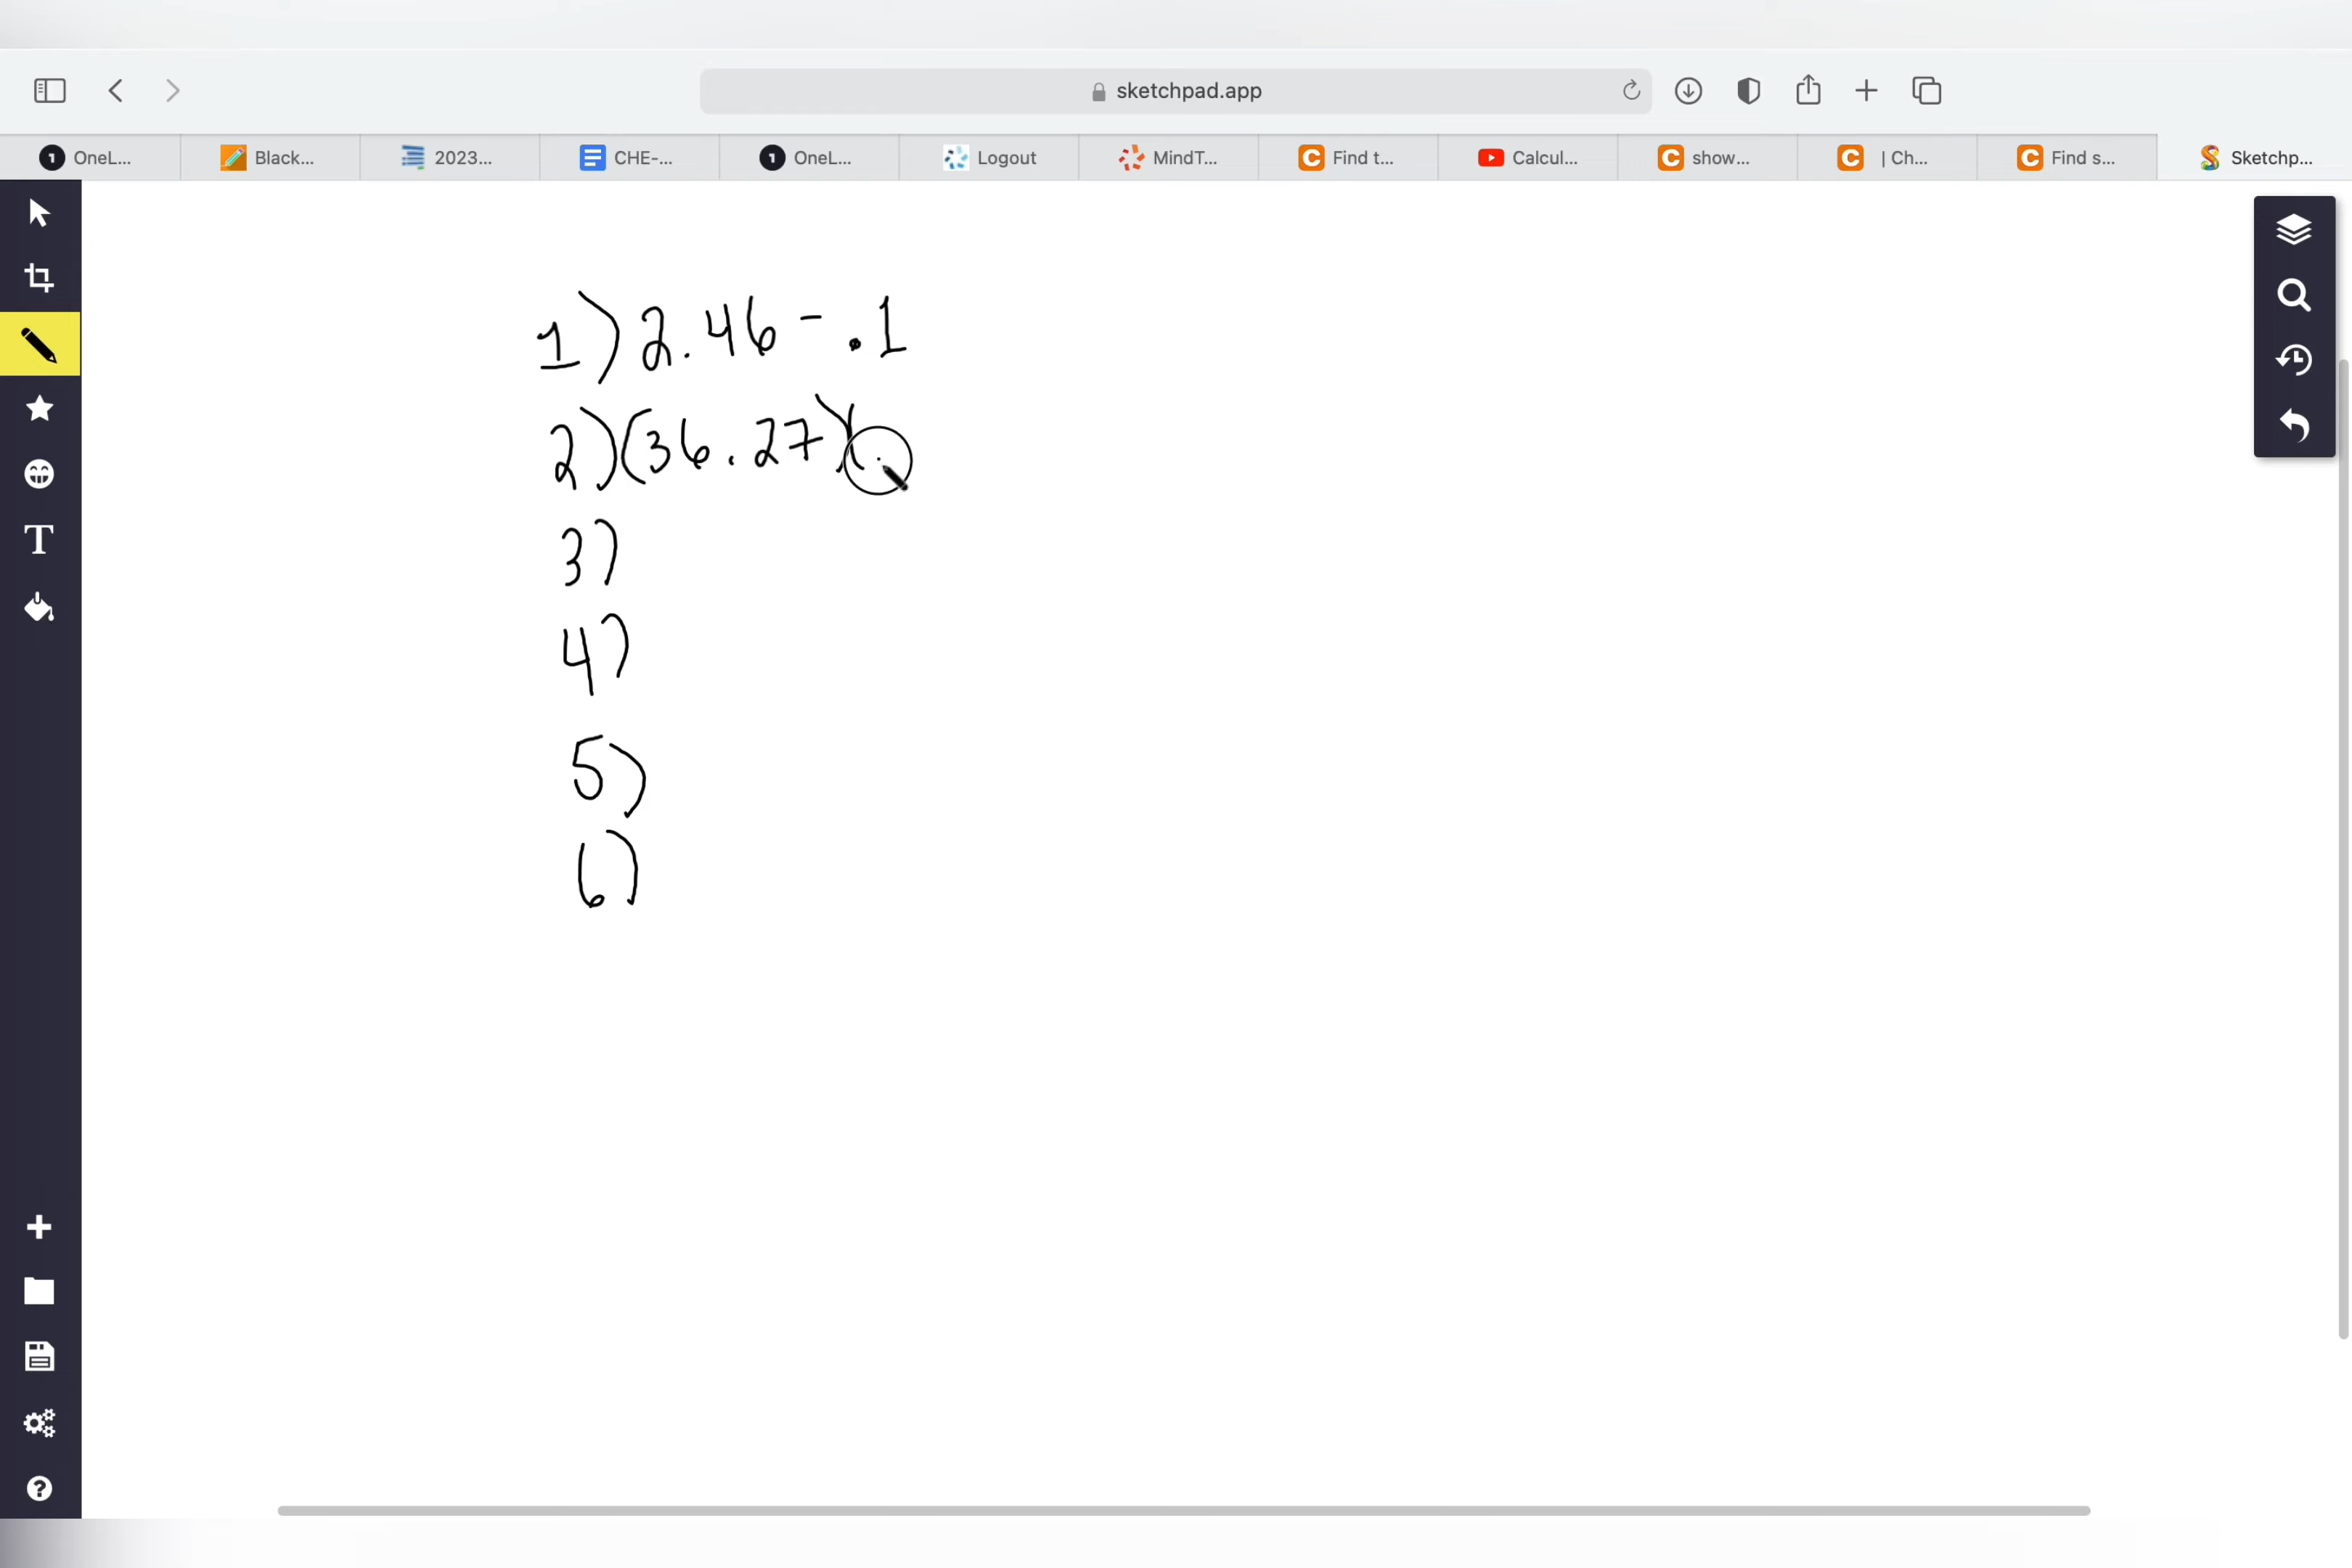 sketchpad.app
OneL...
Black...
2023...
CHE-...
OneL...
Logout
MindT...
Find t...
Calcul...
show...
| Ch...
Find s...
Sketchp...
1) 2.46 - .1
2) (36.27)(
3)
4)
5)
6)